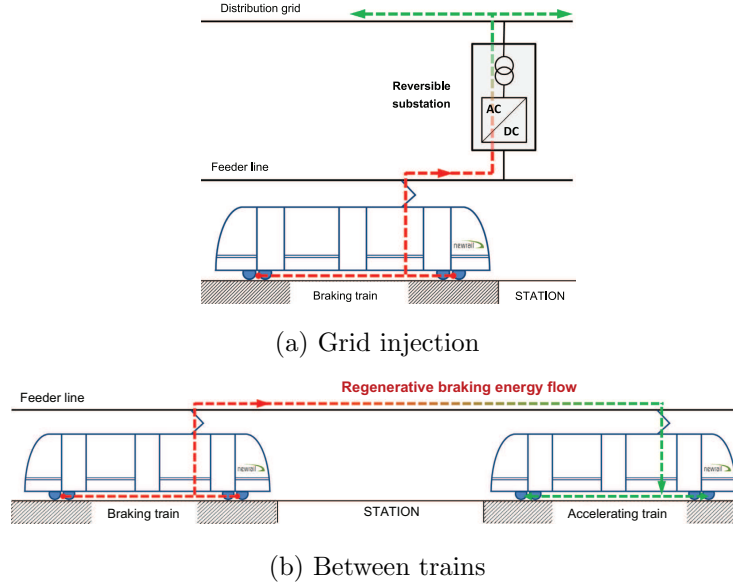 Distribution grid
Reversible
substation
AC
DC
Feeder line
newrail
Braking train
STATION
(a) Grid injection
Regenerative braking energy flow
Feeder line
newrail
newrail
Braking train
STATION
Accelerating train
(b) Between trains